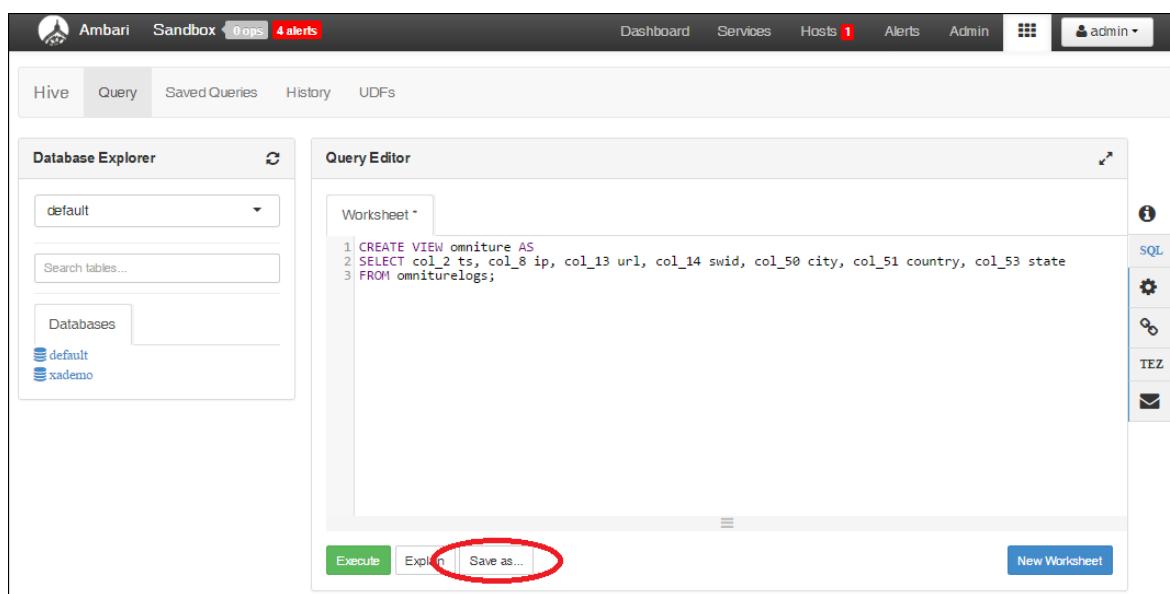 Ambari Sandbox 0 ops 4 alerts Dashboard Services Hosts 1 Alerts Admin admin
Hive Query Saved Queries History UDFs
Database Explorer
default
Search tables...
Databases
default
xademo
Query Editor
Worksheet *
1 CREATE VIEW omniture AS
2 SELECT col_2 ts, col_8 ip, col_13 url, col_14 swid, col_50 city, col_51 country, col_53 state
3 FROM omniturelogs;
Execute Explain Save as... New Worksheet
SQL
TEZ